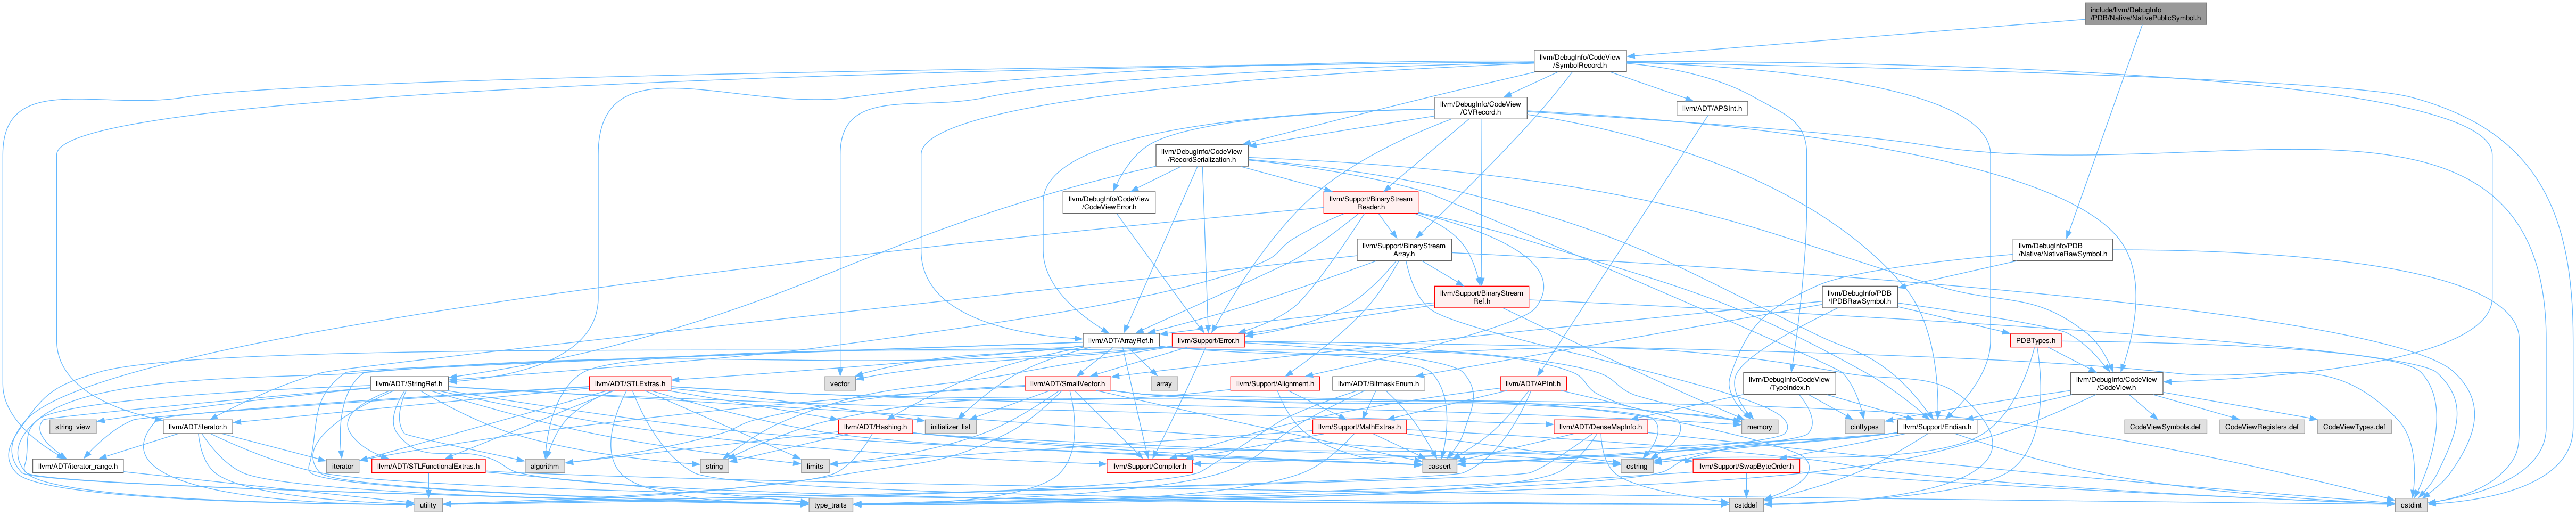 include/llvm/DebugInfo
/PDB/Native/NativePublicSymbol.h
llvm/DebugInfo/CodeView
/SymbolRecord.h
llvm/DebugInfo/CodeView
/CVRecord.h
llvm/ADT/APSInt.h
llvm/DebugInfo/CodeView
/RecordSerialization.h
llvm/DebugInfo/CodeView
/CodeViewError.h
llvm/Support/BinaryStream
Reader.h
llvm/Support/BinaryStream
Array.h
llvm/DebugInfo/PDB
/Native/NativeRawSymbol.h
llvm/Support/BinaryStream
Ref.h
llvm/DebugInfo/PDB
/IPDBRawSymbol.h
llvm/ADT/ArrayRef.h
llvm/Support/Error.h
PDBTypes.h
llvm/ADT/StringRef.h
llvm/ADT/STLExtras.h
vector
llvm/ADT/SmallVector.h
array
llvm/Support/Alignment.h
llvm/ADT/BitmaskEnum.h
llvm/ADT/APInt.h
llvm/DebugInfo/CodeView
/TypeIndex.h
llvm/DebugInfo/CodeView
/CodeView.h
string_view
llvm/ADT/iterator.h
llvm/ADT/Hashing.h
initializer_list
llvm/Support/MathExtras.h
llvm/ADT/DenseMapInfo.h
memory
cinttypes
llvm/Support/Endian.h
CodeViewSymbols.def
CodeViewRegisters.def
CodeViewTypes.def
llvm/ADT/iterator_range.h
iterator
llvm/ADT/STLFunctionalExtras.h
algorithm
string
limits
llvm/Support/Compiler.h
cassert
cstring
llvm/Support/SwapByteOrder.h
utility
type_traits
cstddef
cstdint